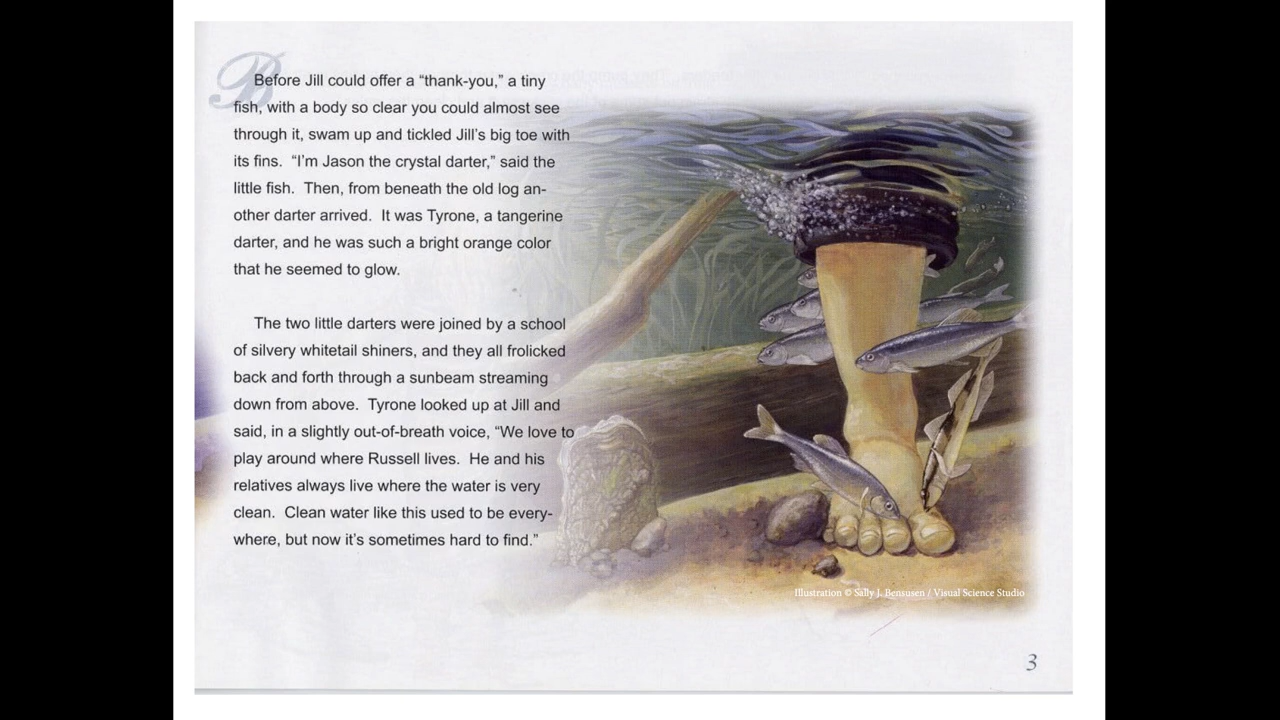 Before Jill could offer a “thank-you,” a tiny
fish, with a body so clear you could almost see
through it, swam up and tickled Jill’s big toe with
its fins.  “I’m Jason the crystal darter,” said the
little fish.  Then, from beneath the old log an-
other darter arrived.  It was Tyrone, a tangerine
darter, and he was such a bright orange color
that he seemed to glow.
The two little darters were joined by a school
of silvery whitetail shiners, and they all frolicked
back and forth through a sunbeam streaming
down from above.  Tyrone looked up at Jill and
said, in a slightly out-of-breath voice, “We love to
play around where Russell lives.  He and his
relatives always live where the water is very
clean.  Clean water like this used to be every-
where, but now it’s sometimes hard to find.”
Illustration © Sally J. Bensusen / Visual Science Studio
3